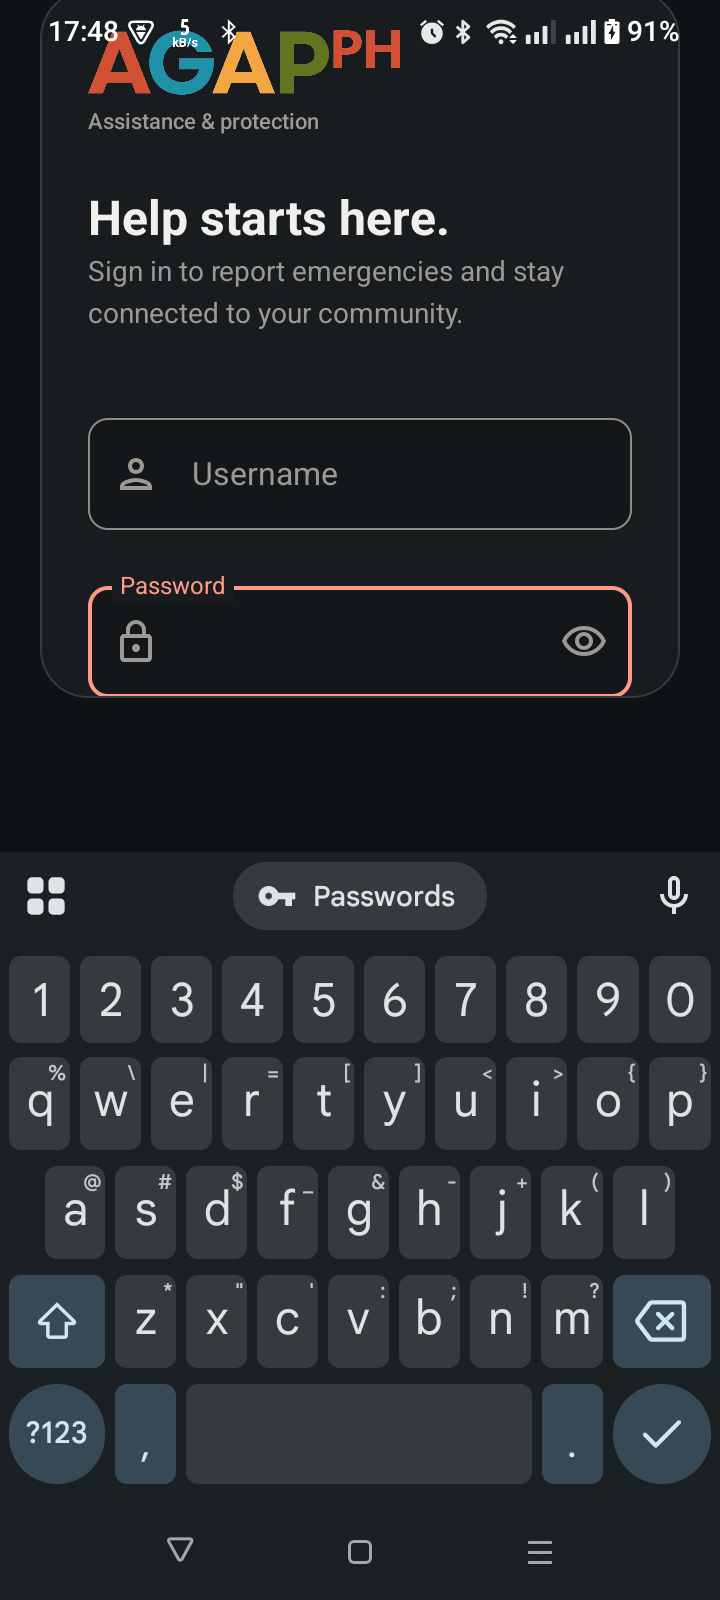 17:48 5 kB/s 91%
AGAPPH
Assistance & protection
Help starts here.
Sign in to report emergencies and stay
connected to your community.
Username
Password
Passwords
1 2 3 4 5 6 7 8 9 0
% \ | = [ ] < > { }
q w e r t y u i o p
@ # $ _ & - + ( )
a s d f g h j k l
* " ' : ; ! ?
z x c v b n m
?123 , .